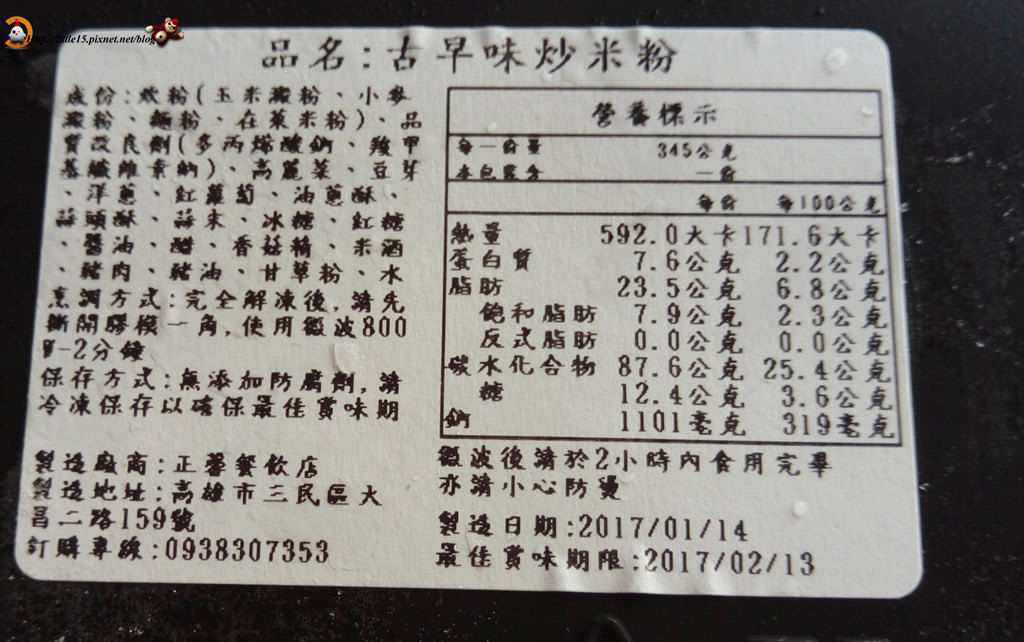 http://little15.pixnet.net/blog
品名:古早味炒米粉
成份:炊粉(玉米澱粉、小麥
澱粉、麵粉、在萊米粉)、品
質改良劑(多丙烯酸鈉、羧甲
基纖維素鈉)、高麗菜、豆芽
、洋蔥、紅蘿蔔、油蔥酥、
蒜頭酥、蒜末、冰糖、紅糖
、醬油、醋、香菇精、米酒
、豬肉、豬油、甘草粉、水
烹調方式:完全解凍後,請先
撕開膠模一角,使用微波800
W-2分鐘
保存方式:無添加防腐劑,請
冷凍保存以確保最佳賞味期
製造廠商:正蓉餐飲店
製造地址:高雄市三民區大
昌二路159號
訂購專線:0938307353
營養標示
每一份量 345公克
本包裝含 一份
每份 每100公克
熱量 592.0大卡 171.6大卡
蛋白質 7.6公克 2.2公克
脂肪 23.5公克 6.8公克
飽和脂肪 7.9公克 2.3公克
反式脂肪 0.0公克 0.0公克
碳水化合物 87.6公克 25.4公克
糖 12.4公克 3.6公克
鈉 1101毫克 319毫克
微波後請於2小時內食用完畢
亦請小心防燙
製造日期:2017/01/14
最佳賞味期限:2017/02/13